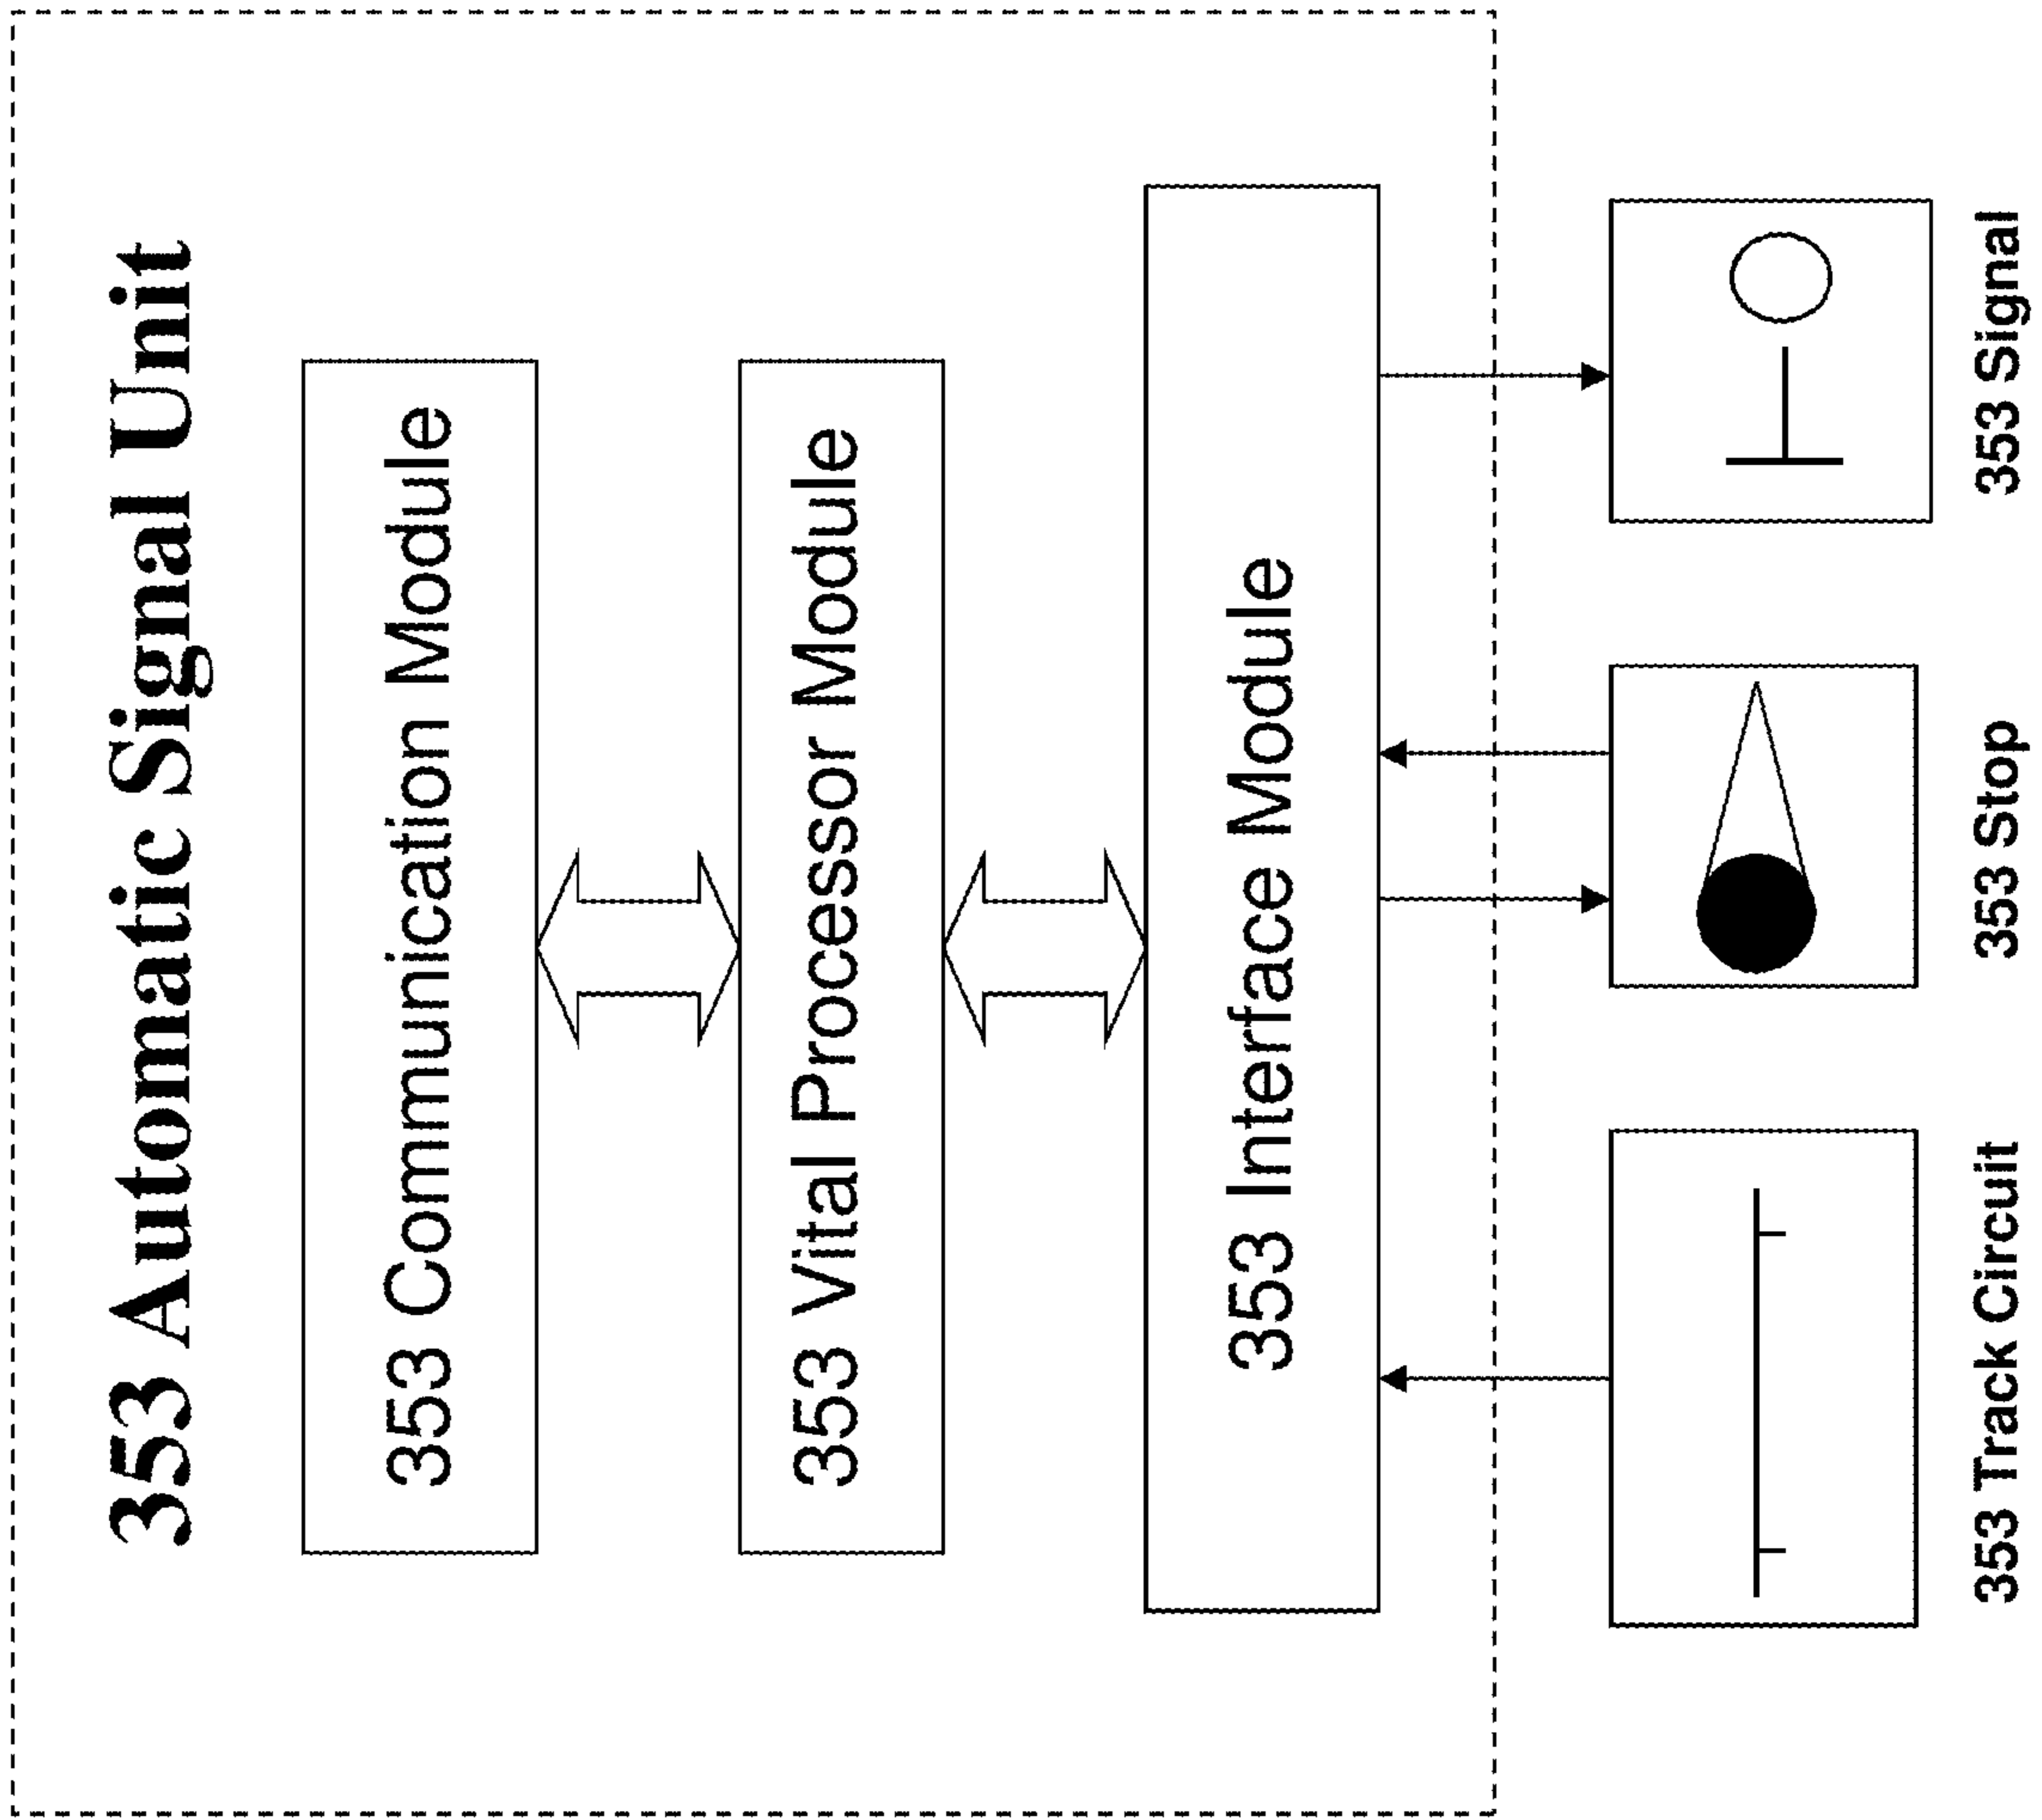 353 Automatic Signal Unit
353 Communication Module
353 Vital Processor Module
353 Interface Module
353 Track Circuit
353 Stop
353 Signal